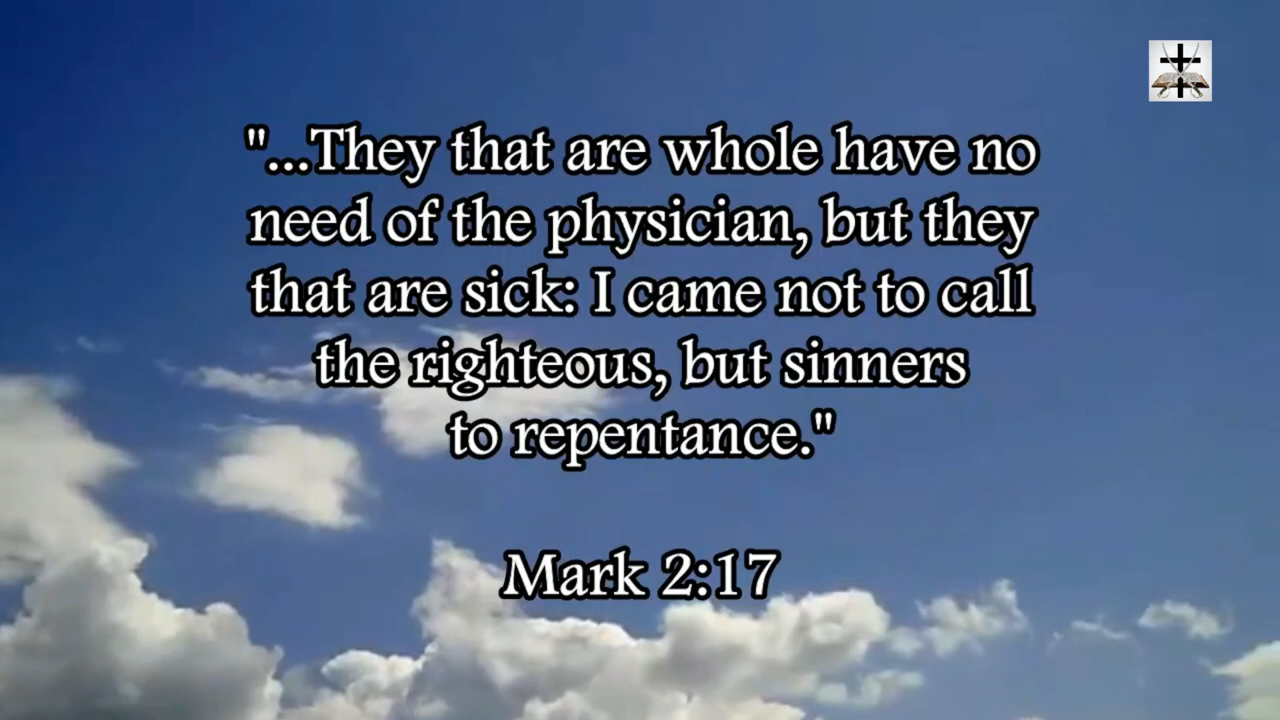 "...They that are whole have no
need of the physician, but they
that are sick: I came not to call
the righteous, but sinners
to repentance."
Mark 2:17